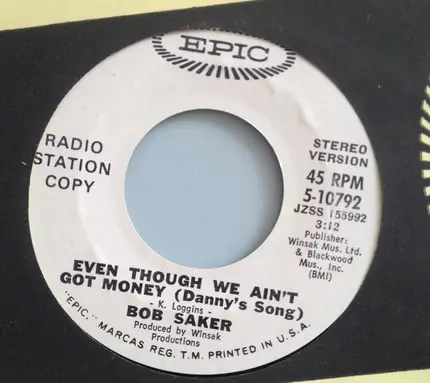 EPIC
RADIO
STATION
COPY
STEREO
VERSION
45 RPM
5-10792
JZSS 155992
3:12
Publisher:
Winsak Mus. Ltd.
& Blackwood
Mus., Inc.
(BMI)
EVEN THOUGH WE AIN'T
GOT MONEY (Danny's Song)
- K. Loggins -
BOB SAKER
Produced by Winsak
Productions
"EPIC," MARCAS REG. T.M. PRINTED IN U.S.A.